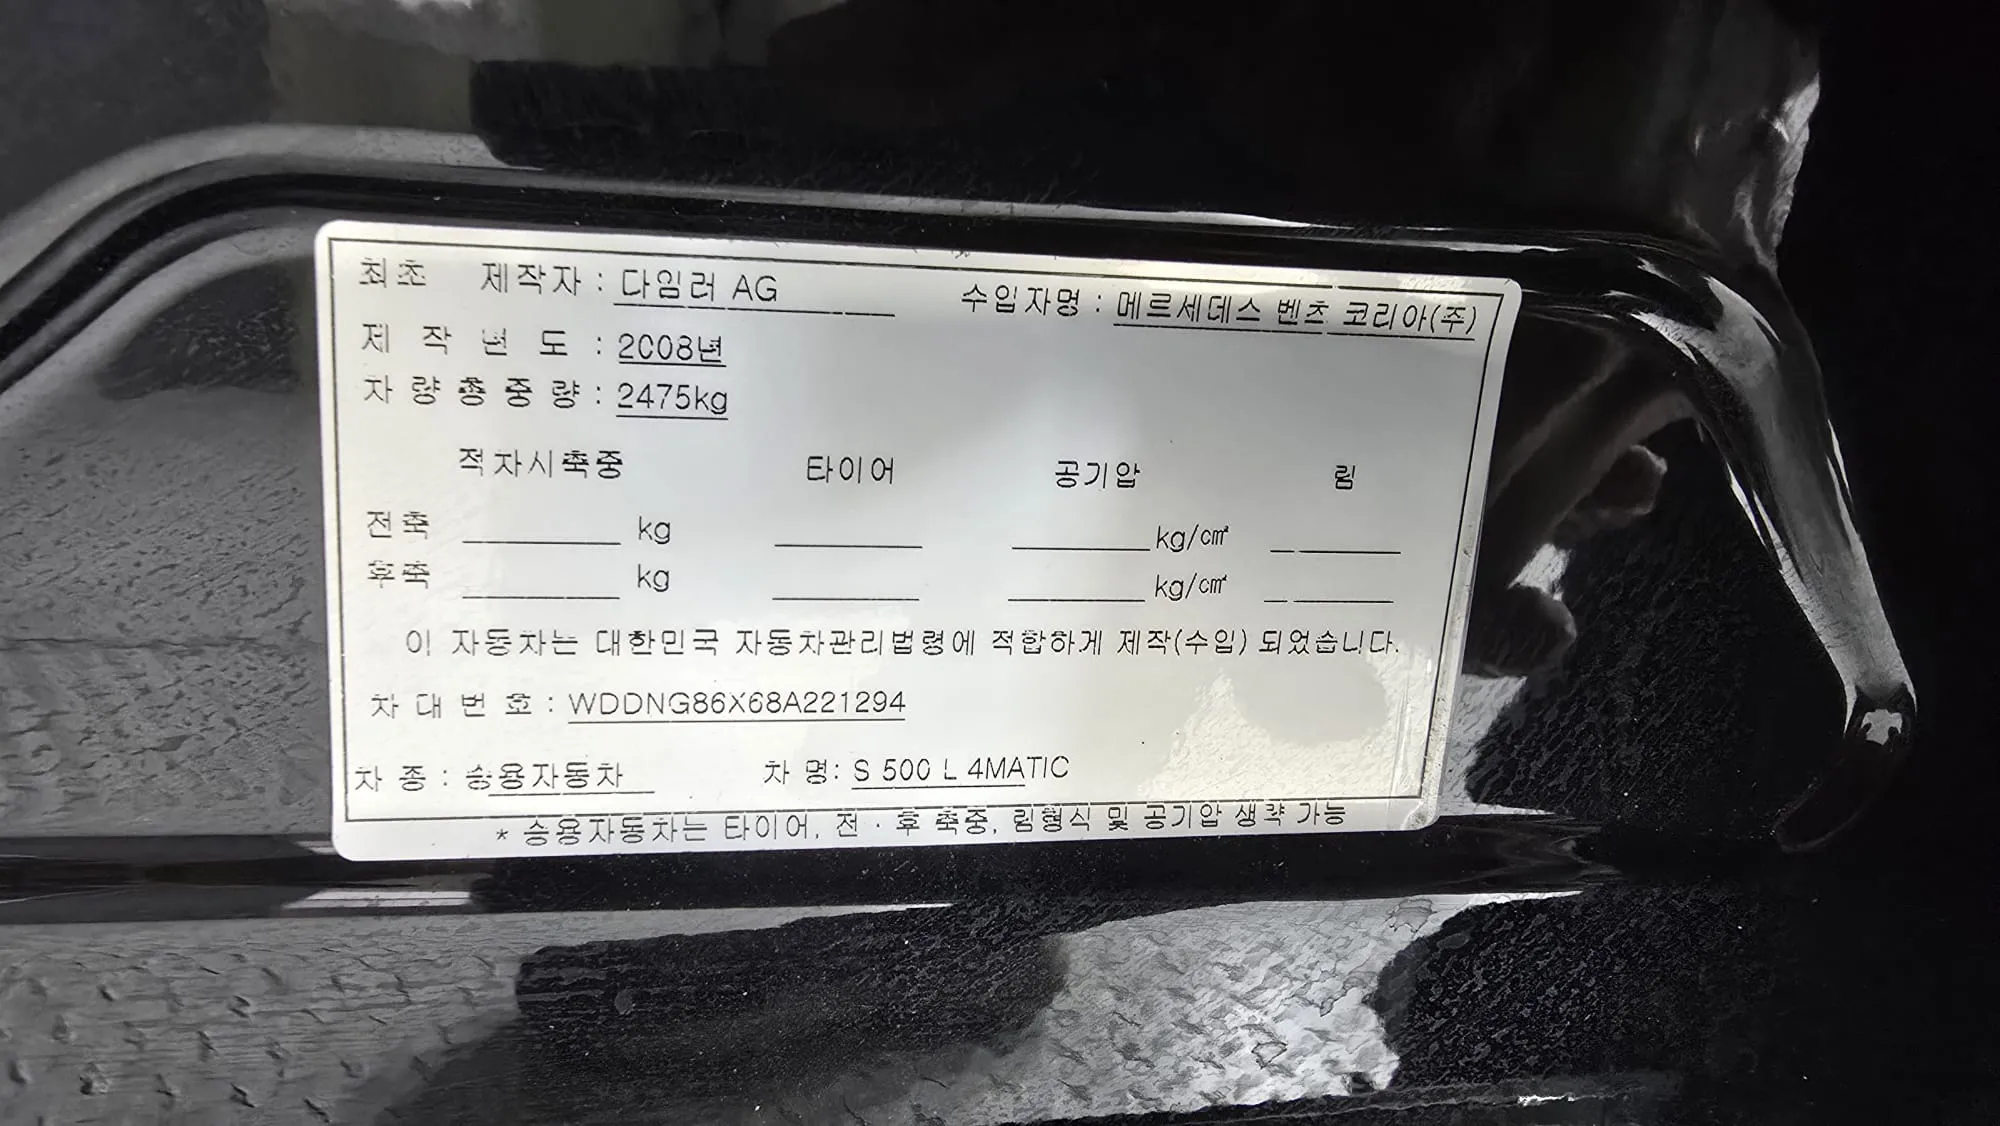 최초 제작자 : 다임러 AG 수입자명 : 메르세데스 벤츠 코리아(주)
제 작 년 도 : 2008년
차 량 총 중 량 : 2475kg
적차시축중 타이어 공기압 림
전축 kg kg/㎠
후축 kg kg/㎠
이 자동차는 대한민국 자동차관리법령에 적합하게 제작(수입) 되었습니다.
차 대 번 호 : WDDNG86X68A221294
차 종 : 승용자동차 차 명: S 500 L 4MATIC
* 승용자동차는 타이어, 전 · 후 축중, 림형식 및 공기압 생략 가능